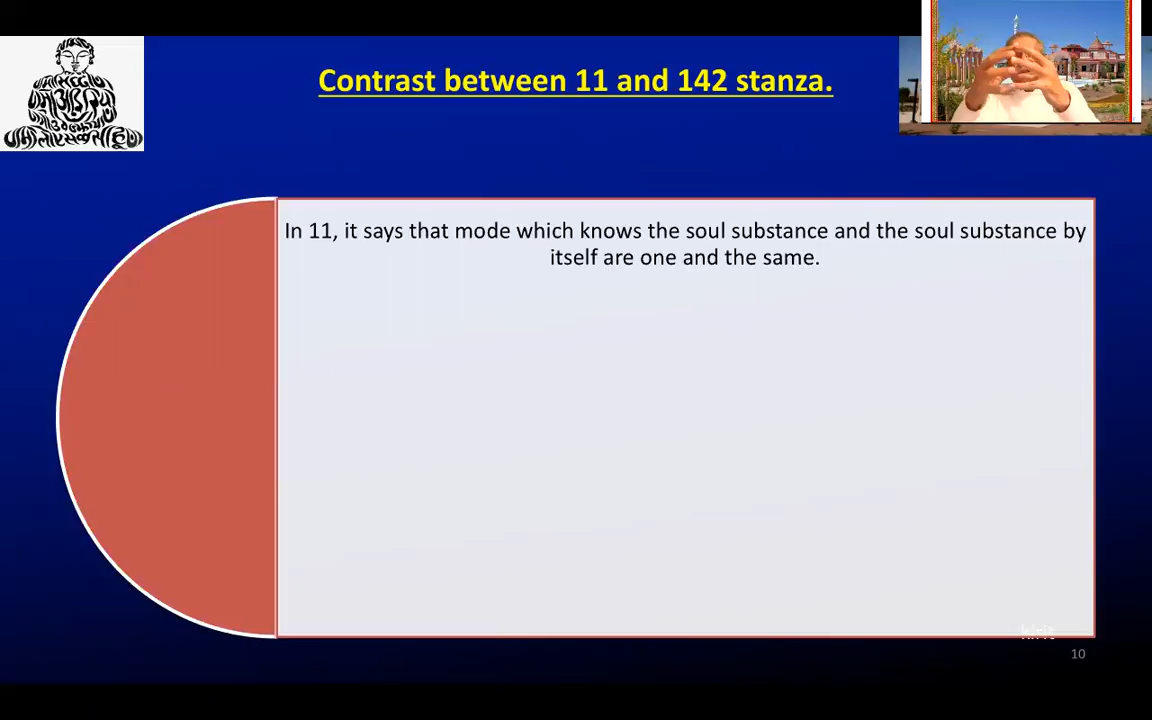 Contrast between 11 and 142 stanza.
In 11, it says that mode which knows the soul substance and the soul substance by
itself are one and the same.
10